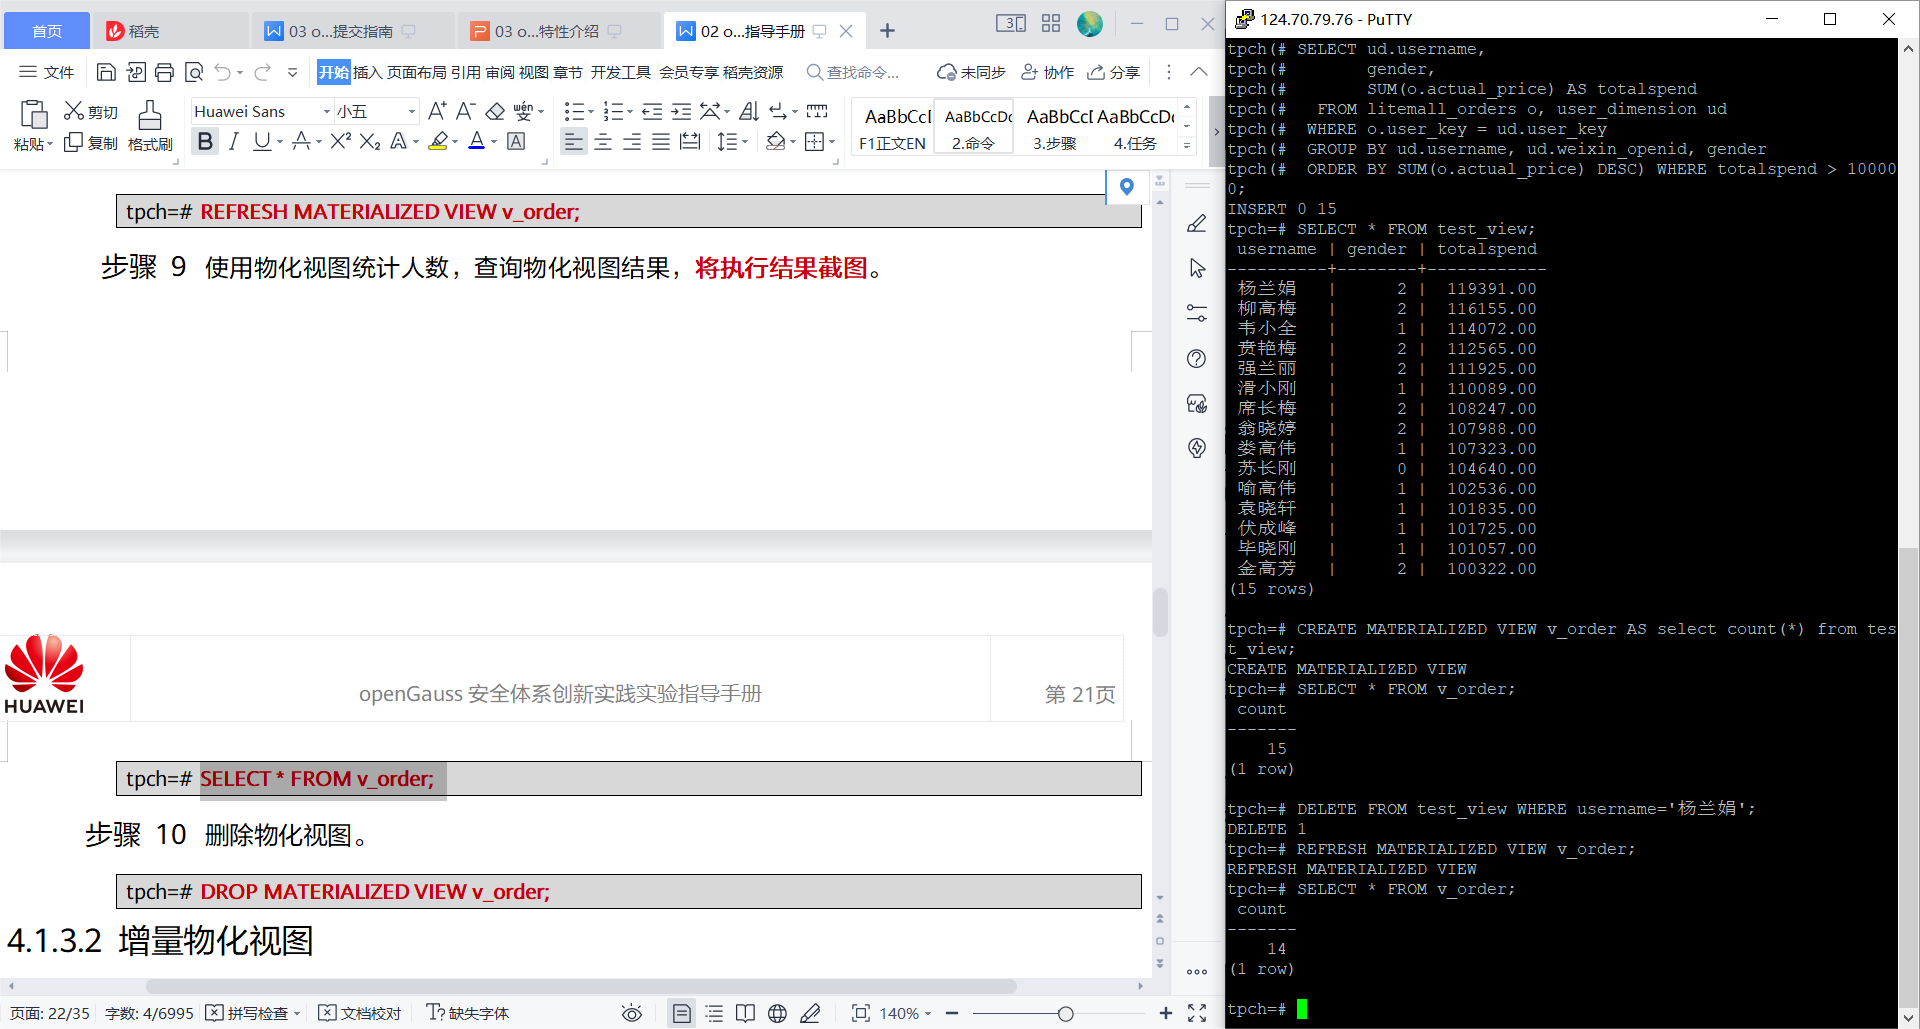 首页
稻壳
03 o...提交指南
03 o...特性介绍
02 o...指导手册
文件
开始 插入 页面布局 引用 审阅 视图 章节 开发工具 会员专享 稻壳资源
查找命令...
未同步
协作
分享
粘贴
剪切
复制
格式刷
Huawei Sans
小五
AaBbCcI
F1正文EN
AaBbCcDc
2.命令
AaBbCcI
3.步骤
AaBbCcDc
4.任务
tpch=# REFRESH MATERIALIZED VIEW v_order;
步骤 9 使用物化视图统计人数，查询物化视图结果，将执行结果截图。
HUAWEI
openGauss 安全体系创新实践实验指导手册
第 21页
tpch=# SELECT * FROM v_order;
步骤 10 删除物化视图。
tpch=# DROP MATERIALIZED VIEW v_order;
4.1.3.2 增量物化视图
页面: 22/35
字数: 4/6995
拼写检查
文档校对
缺失字体
140%
124.70.79.76 - PuTTY
tpch(# SELECT ud.username,
tpch(#        gender,
tpch(#        SUM(o.actual_price) AS totalspend
tpch(#   FROM litemall_orders o, user_dimension ud
tpch(#  WHERE o.user_key = ud.user_key
tpch(#  GROUP BY ud.username, ud.weixin_openid, gender
tpch(#  ORDER BY SUM(o.actual_price) DESC) WHERE totalspend > 10000
0;
INSERT 0 15
tpch=# SELECT * FROM test_view;
 username | gender | totalspend
----------+--------+------------
 杨兰娟   |      2 |  119391.00
 柳高梅   |      2 |  116155.00
 韦小全   |      1 |  114072.00
 贲艳梅   |      2 |  112565.00
 强兰丽   |      2 |  111925.00
 滑小刚   |      1 |  110089.00
 席长梅   |      2 |  108247.00
 翁晓婷   |      2 |  107988.00
 娄高伟   |      1 |  107323.00
 苏长刚   |      0 |  104640.00
 喻高伟   |      1 |  102536.00
 袁晓轩   |      1 |  101835.00
 伏成峰   |      1 |  101725.00
 毕晓刚   |      1 |  101057.00
 金高芳   |      2 |  100322.00
(15 rows)
tpch=# CREATE MATERIALIZED VIEW v_order AS select count(*) from tes
t_view;
CREATE MATERIALIZED VIEW
tpch=# SELECT * FROM v_order;
 count
-------
    15
(1 row)
tpch=# DELETE FROM test_view WHERE username='杨兰娟';
DELETE 1
tpch=# REFRESH MATERIALIZED VIEW v_order;
REFRESH MATERIALIZED VIEW
tpch=# SELECT * FROM v_order;
 count
-------
    14
(1 row)
tpch=#